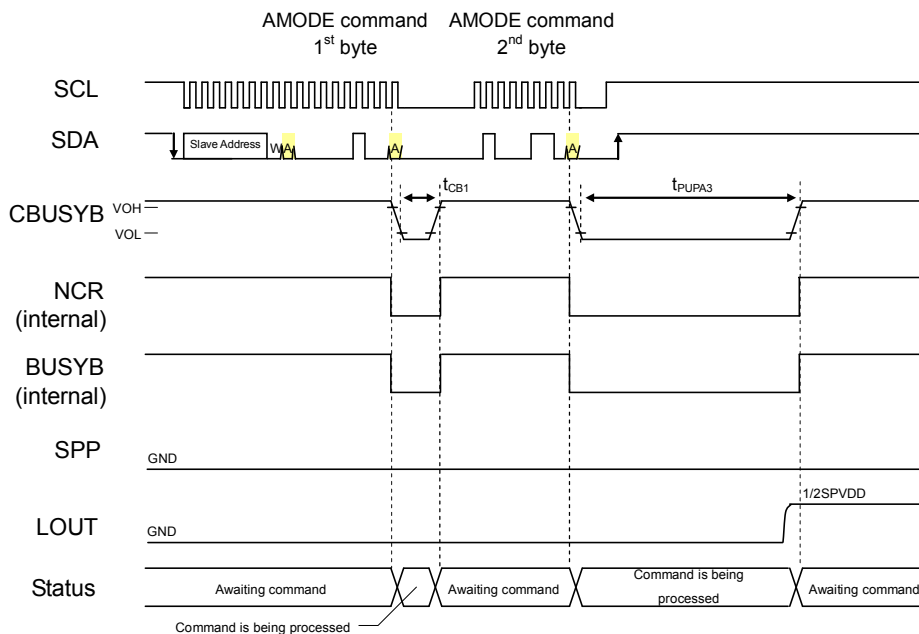 AMODE command
1st byte
AMODE command
2nd byte
SCL
SDA
Slave Address
W
A
A
A
tCB1
tPUPA3
CBUSYB
VOH
VOL
NCR
(internal)
BUSYB
(internal)
SPP
GND
LOUT
GND
1/2SPVDD
Status
Awaiting command
Awaiting command
Command is being
processed
Awaiting command
Command is being processed